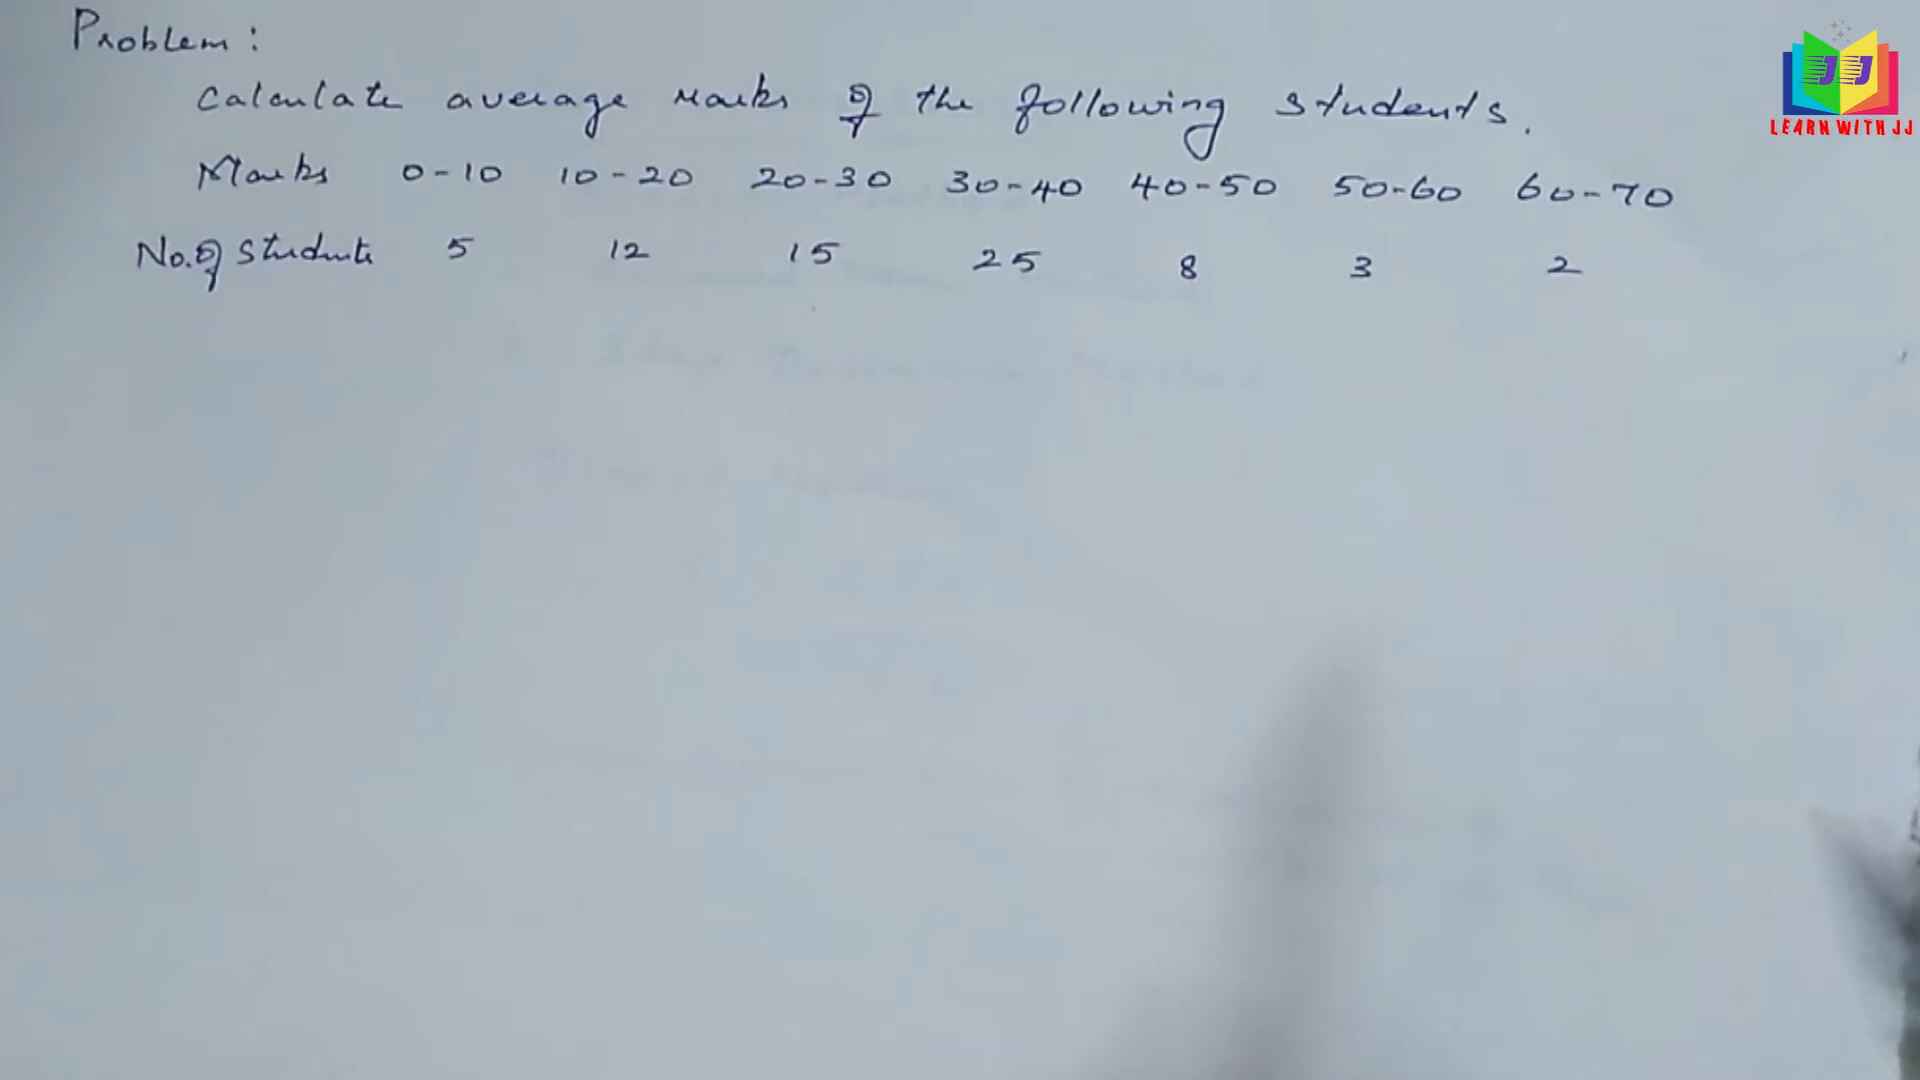 Problem:
Calculate average Marks of the following students.
Marks 0-10 10-20 20-30 30-40 40-50 50-60 60-70
No. of Students 5 12 15 25 8 3 2
JJ
LEARN WITH JJ